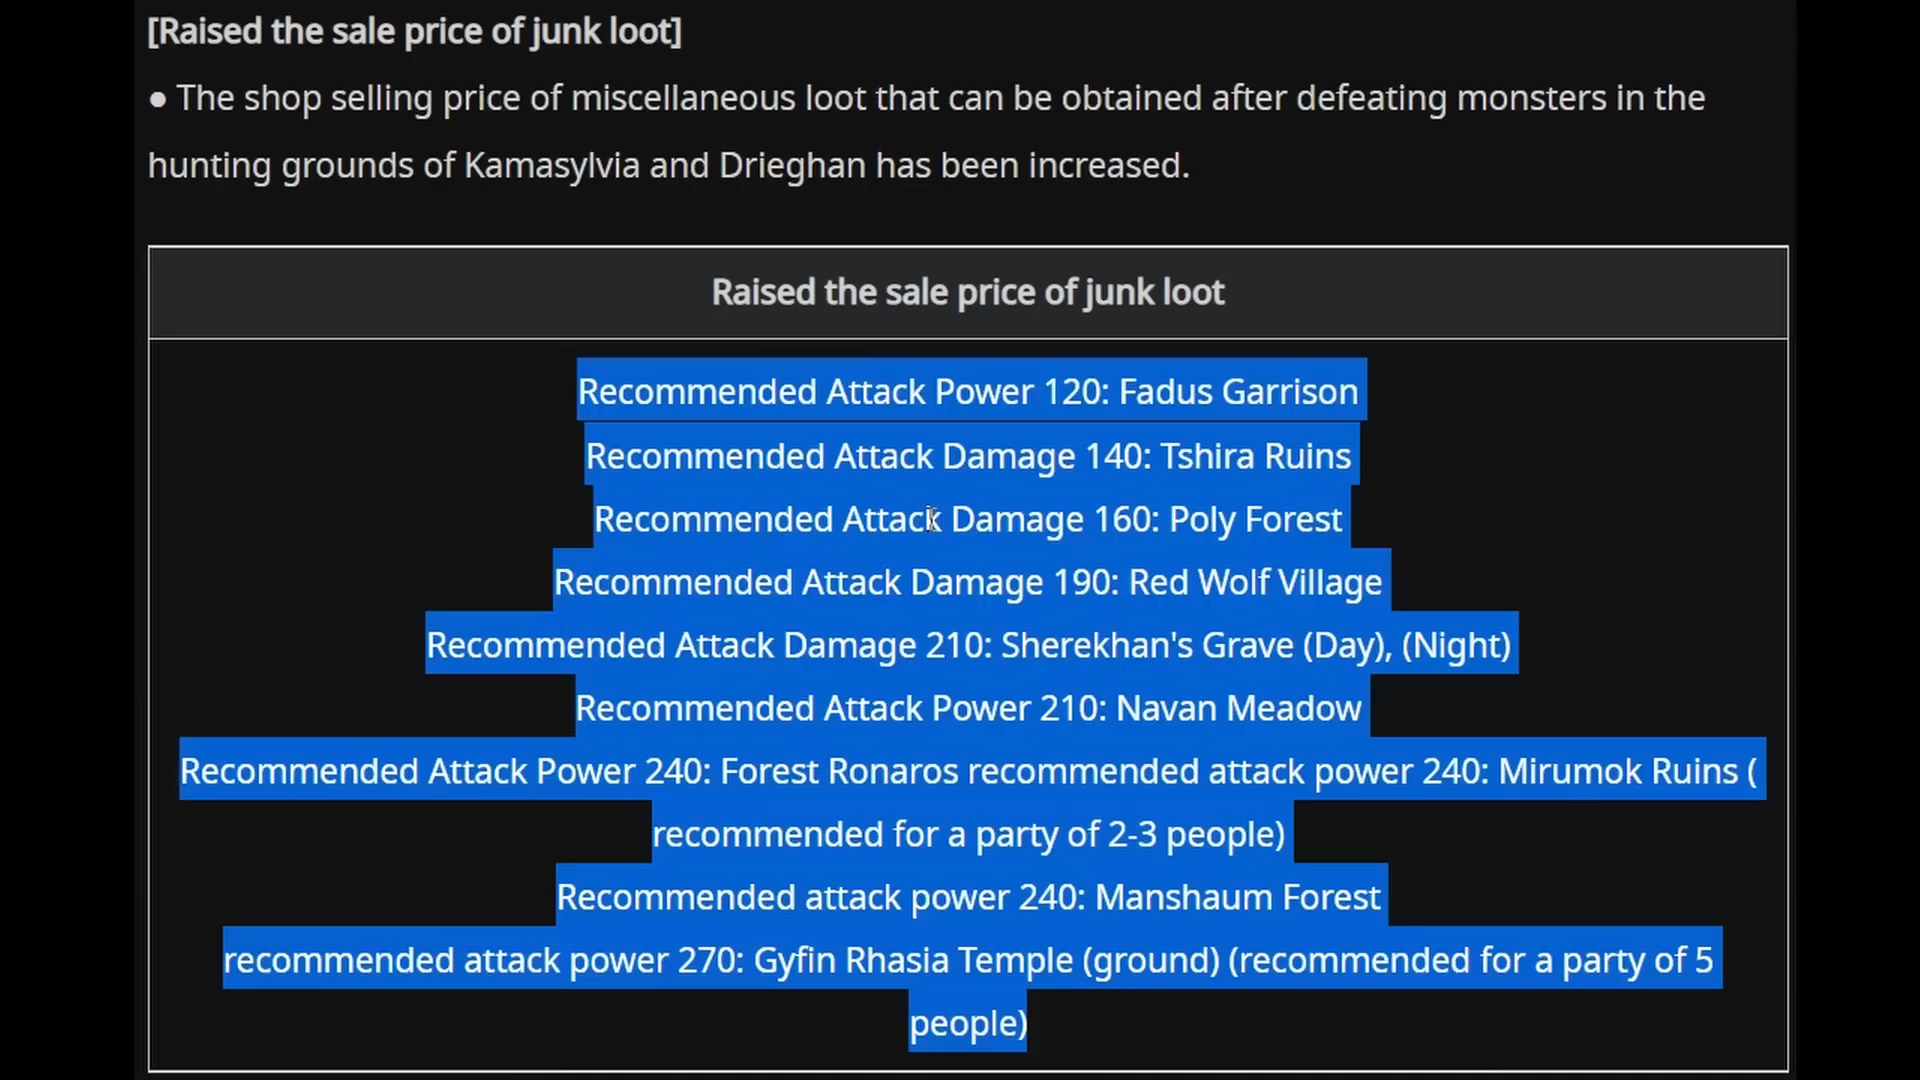 [Raised the sale price of junk loot]
● The shop selling price of miscellaneous loot that can be obtained after defeating monsters in the
hunting grounds of Kamasylvia and Drieghan has been increased.
Raised the sale price of junk loot
Recommended Attack Power 120: Fadus Garrison
Recommended Attack Damage 140: Tshira Ruins
Recommended Attack Damage 160: Poly Forest
Recommended Attack Damage 190: Red Wolf Village
Recommended Attack Damage 210: Sherekhan's Grave (Day), (Night)
Recommended Attack Power 210: Navan Meadow
Recommended Attack Power 240: Forest Ronaros recommended attack power 240: Mirumok Ruins (
recommended for a party of 2-3 people)
Recommended attack power 240: Manshaum Forest
recommended attack power 270: Gyfin Rhasia Temple (ground) (recommended for a party of 5
people)